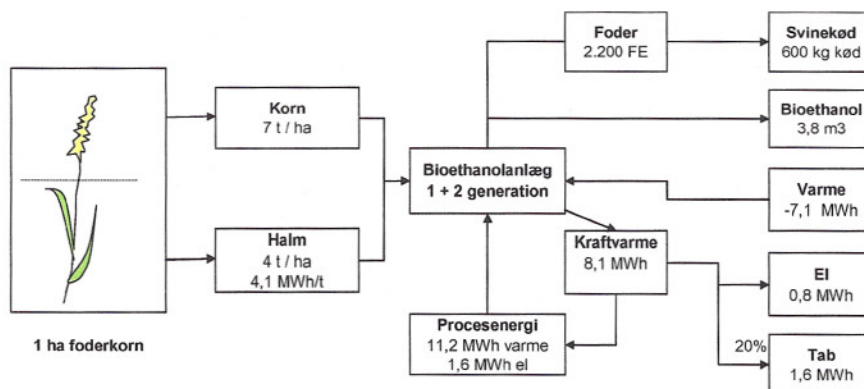 1 ha foderkorn
Korn
7 t / ha
Halm
4 t / ha
4,1 MWh/t
Bioethanolanlæg
1 + 2 generation
Procesenergi
11,2 MWh varme
1,6 MWh el
Foder
2.200 FE
Kraftvarme
8,1 MWh
Svinekød
600 kg kød
Bioethanol
3,8 m3
Varme
-7,1 MWh
El
0,8 MWh
20%
Tab
1,6 MWh